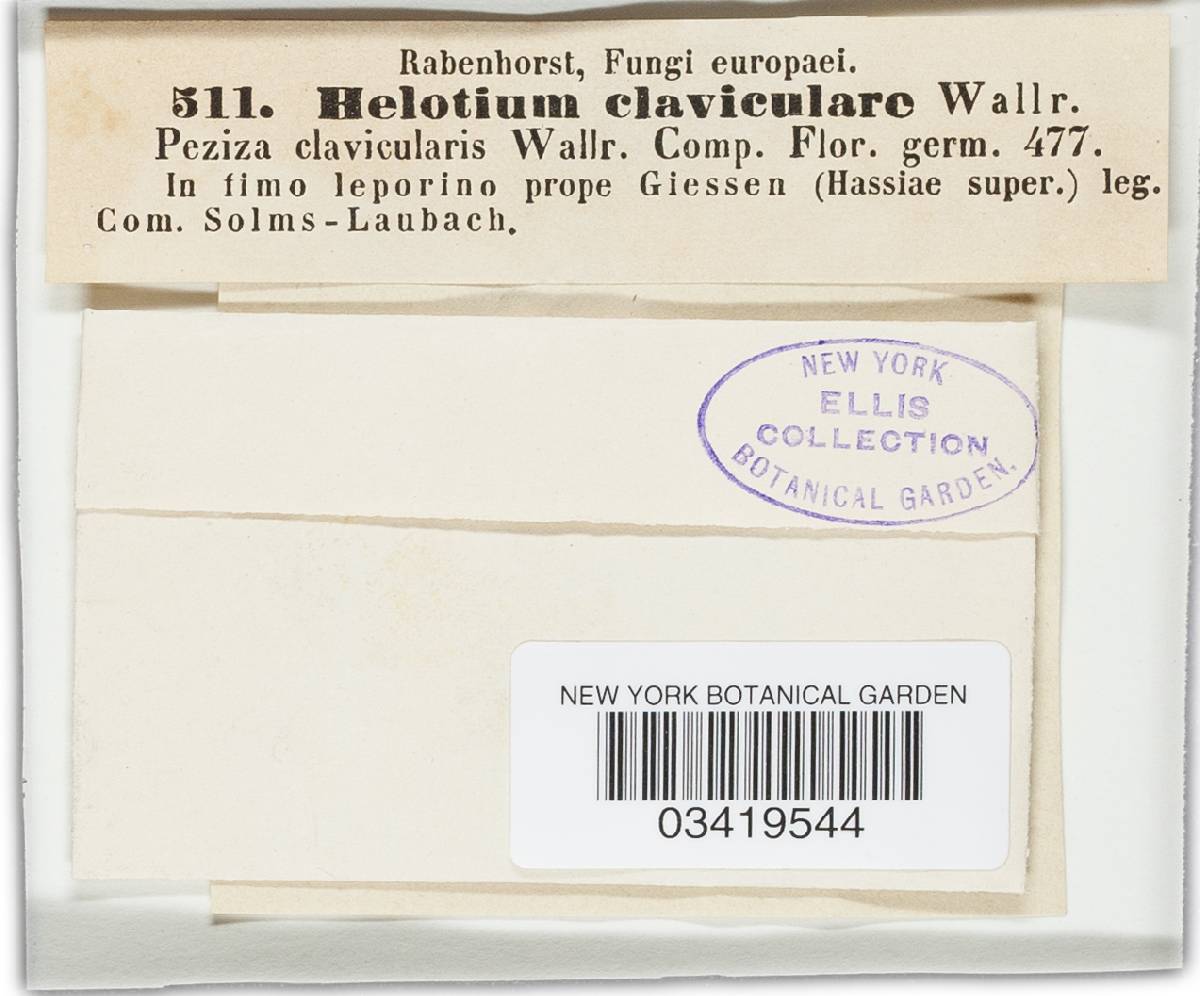 Rabenhorst, Fungi europaei.
511. Helotium claviculare Wallr.
Peziza clavicularis Wallr. Comp. Flor. germ. 477.
In fimo leporino prope Giessen (Hassiae super.) leg.
Com. Solms-Laubach.
NEW YORK
ELLIS
COLLECTION
BOTANICAL GARDEN.
NEW YORK BOTANICAL GARDEN
03419544